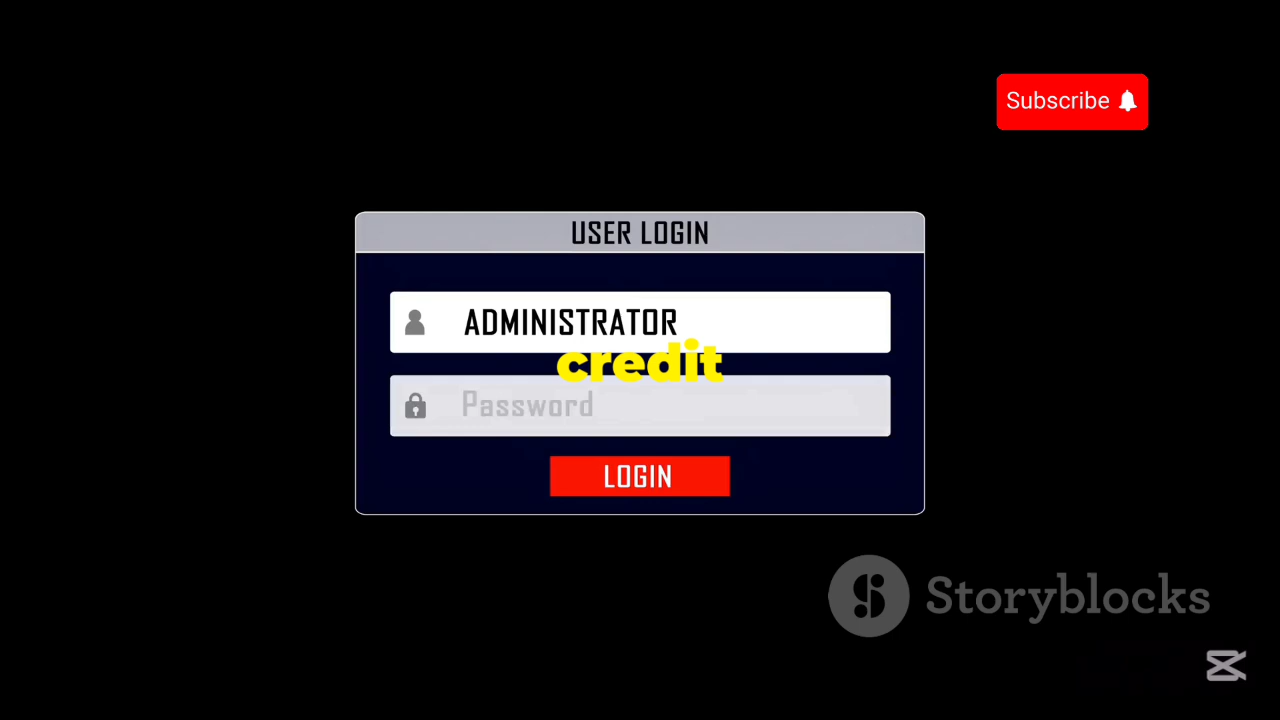 Subscribe
USER LOGIN
ADMINISTRATOR
credit
Password
LOGIN
Storyblocks